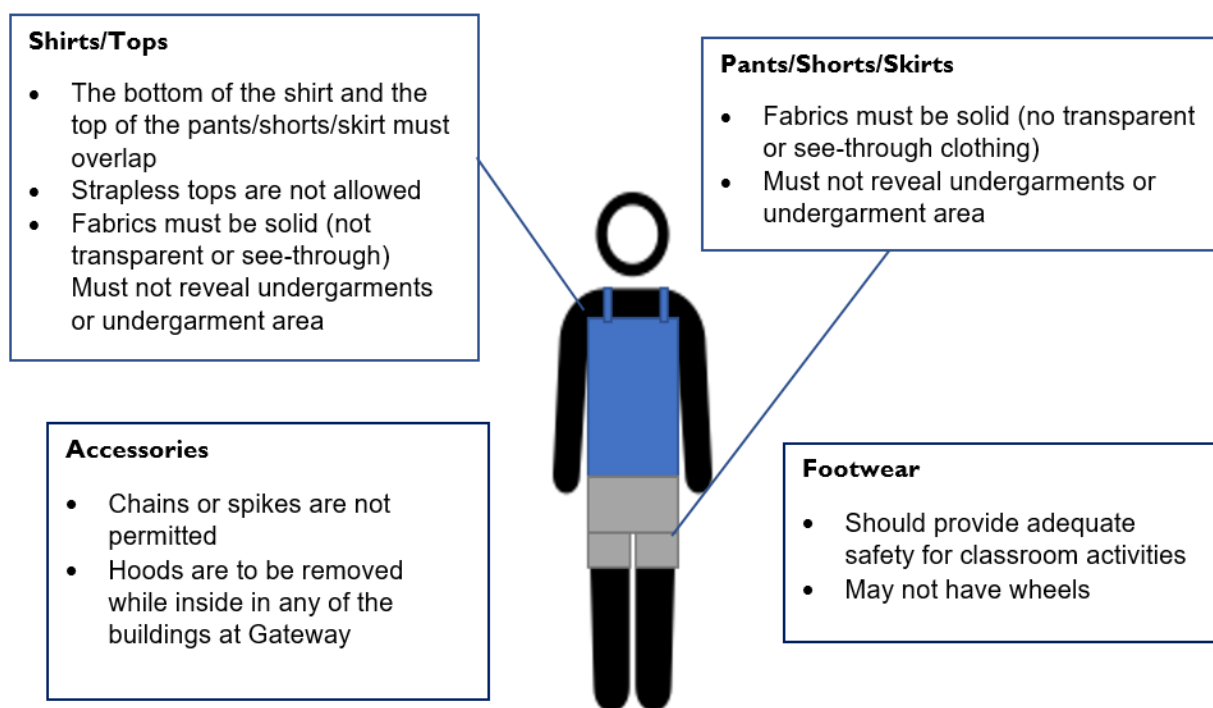 Shirts/Tops
• The bottom of the shirt and the
top of the pants/shorts/skirt must
overlap
• Strapless tops are not allowed
• Fabrics must be solid (not
transparent or see-through)
Must not reveal undergarments
or undergarment area
Pants/Shorts/Skirts
• Fabrics must be solid (no transparent
or see-through clothing)
• Must not reveal undergarments or
undergarment area
Accessories
• Chains or spikes are not
permitted
• Hoods are to be removed
while inside in any of the
buildings at Gateway
Footwear
• Should provide adequate
safety for classroom activities
• May not have wheels